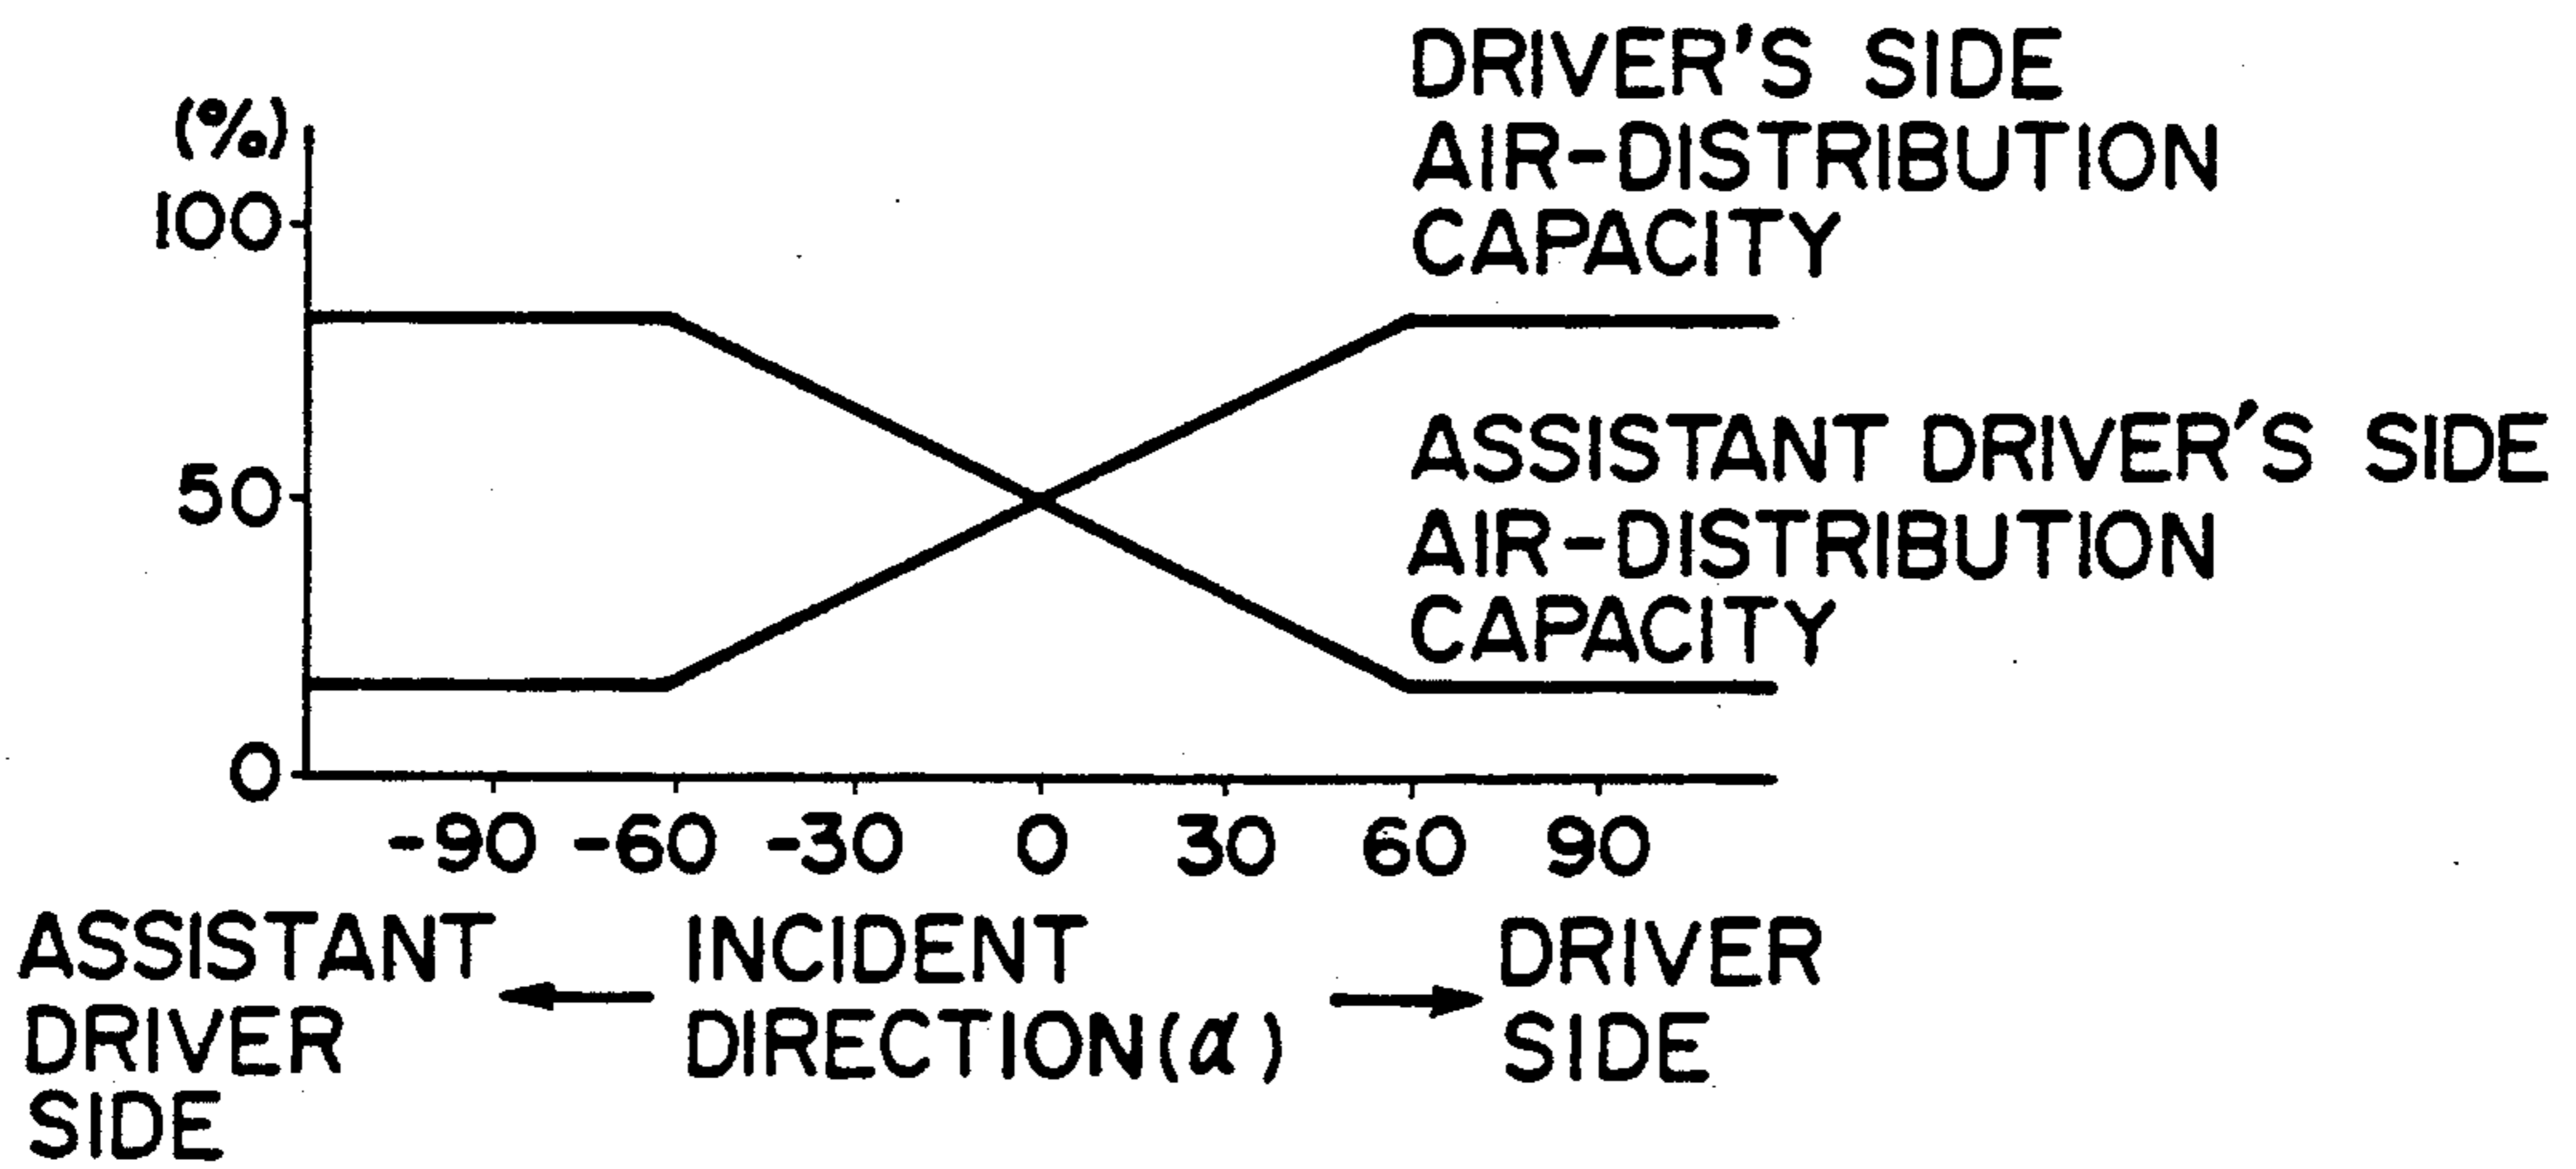 DRIVER'S SIDE
AIR-DISTRIBUTION
CAPACITY
(%)
100
50
0
ASSISTANT DRIVER'S SIDE
AIR-DISTRIBUTION
CAPACITY
-90 -60 -30 0 30 60 90
ASSISTANT
DRIVER
SIDE
INCIDENT
DIRECTION(α)
DRIVER
SIDE